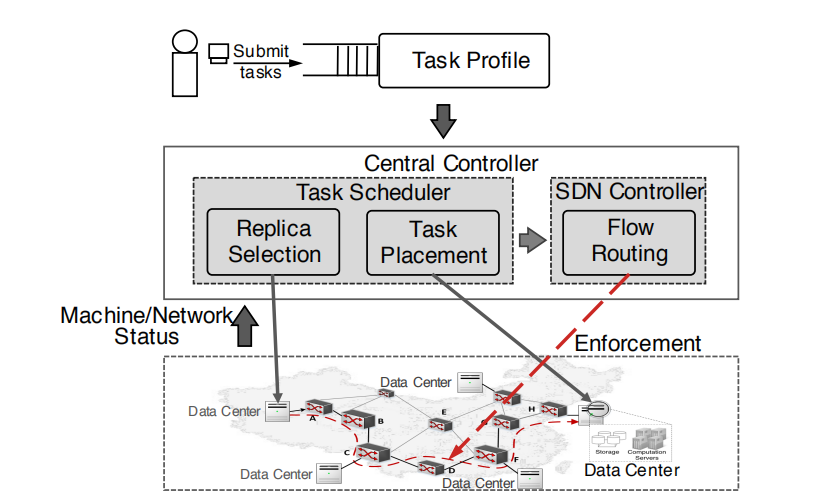 Submit
tasks
Task Profile
Central Controller
Task Scheduler
SDN Controller
Replica
Selection
Task
Placement
Flow
Routing
Machine/Network
Status
Enforcement
Data Center
Data Center
A
B
E
G
H
C
D
F
Storage
Computation
Servers
Data Center
Data Center
Data Center